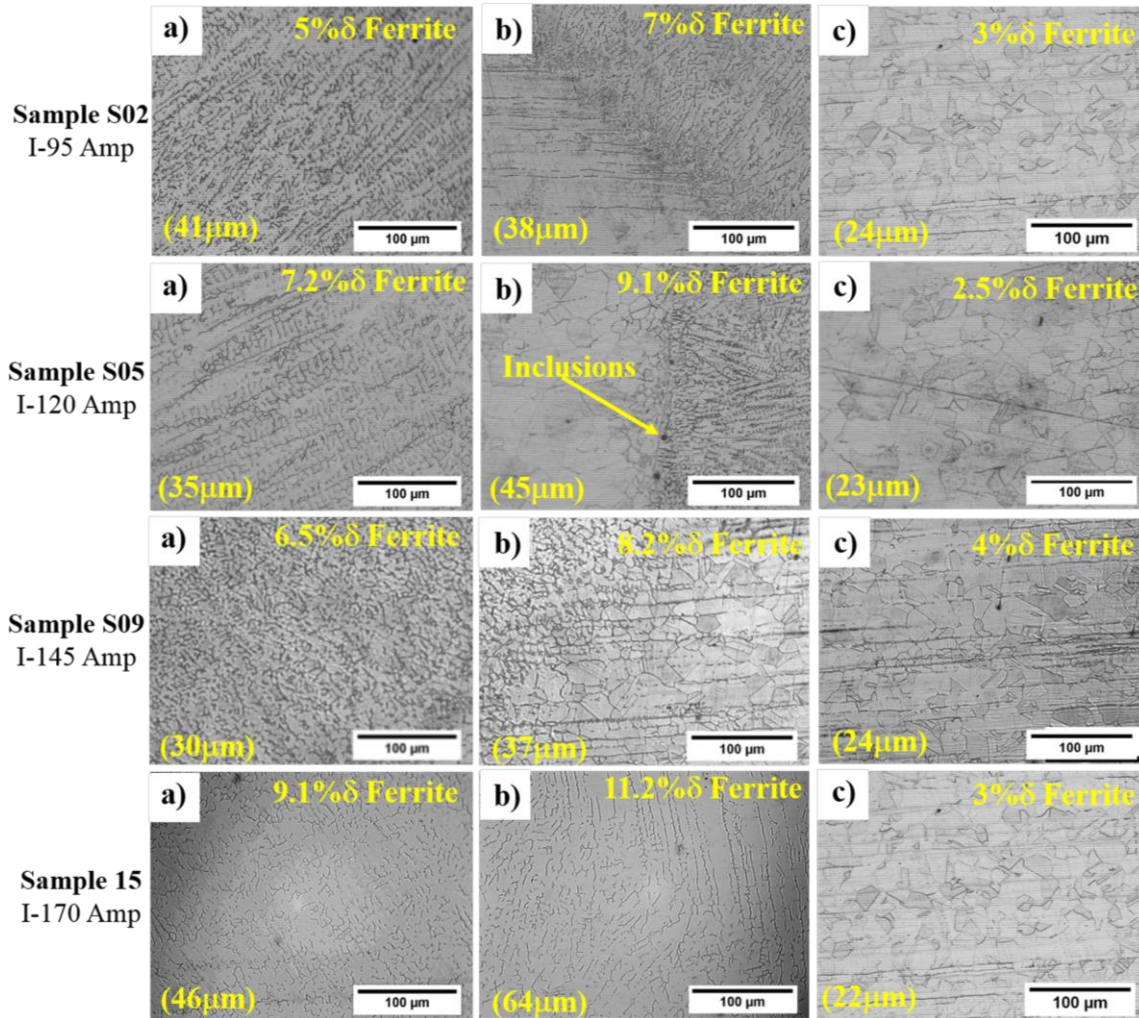 Sample S02
I-95 Amp
a)
5%δ Ferrite
(41μm)
100 μm
b)
7%δ Ferrite
(38μm)
100 μm
c)
3%δ Ferrite
(24μm)
100 μm
Sample S05
I-120 Amp
a)
7.2%δ Ferrite
(35μm)
100 μm
b)
9.1%δ Ferrite
Inclusions
(45μm)
100 μm
c)
2.5%δ Ferrite
(23μm)
100 μm
Sample S09
I-145 Amp
a)
6.5%δ Ferrite
(30μm)
100 μm
b)
8.2%δ Ferrite
(37μm)
100 μm
c)
4%δ Ferrite
(24μm)
100 μm
Sample 15
I-170 Amp
a)
9.1%δ Ferrite
(46μm)
100 μm
b)
11.2%δ Ferrite
(64μm)
100 μm
c)
3%δ Ferrite
(22μm)
100 μm